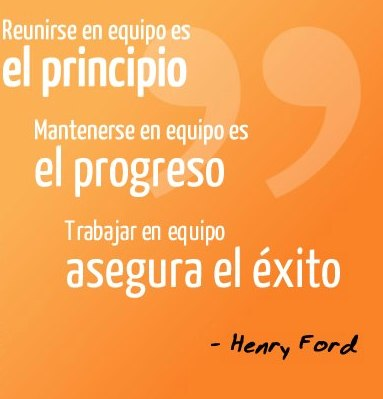 Reunirse en equipo es
el principio
Mantenerse en equipo es
el progreso
Trabajar en equipo
asegura el éxito
- Henry Ford